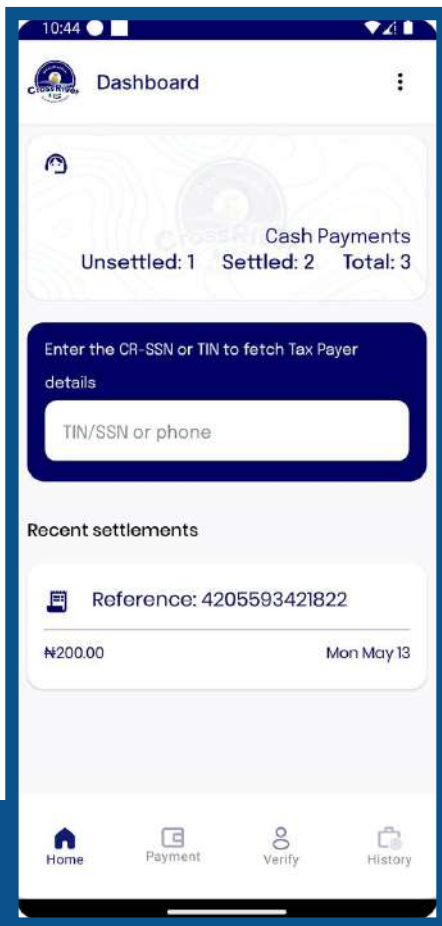 10:44
CrossRiver
Dashboard
CrossRiver
Cash Payments
Unsettled: 1 Settled: 2 Total: 3
Enter the CR-SSN or TIN to fetch Tax Payer
details
TIN/SSN or phone
Recent settlements
Reference: 4205593421822
₦200.00 Mon May 13
Home Payment Verify History